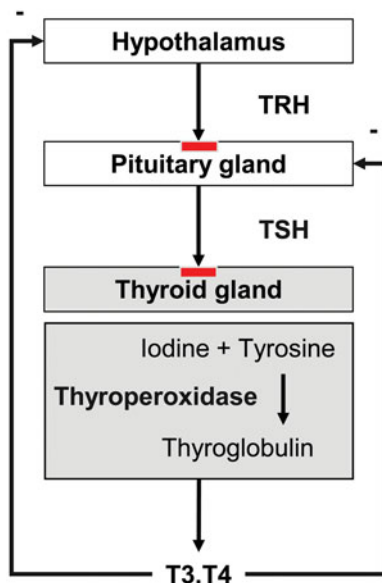 -
Hypothalamus
TRH
-
Pituitary gland
TSH
Thyroid gland
Iodine + Tyrosine
Thyroperoxidase
Thyroglobulin
T3,T4